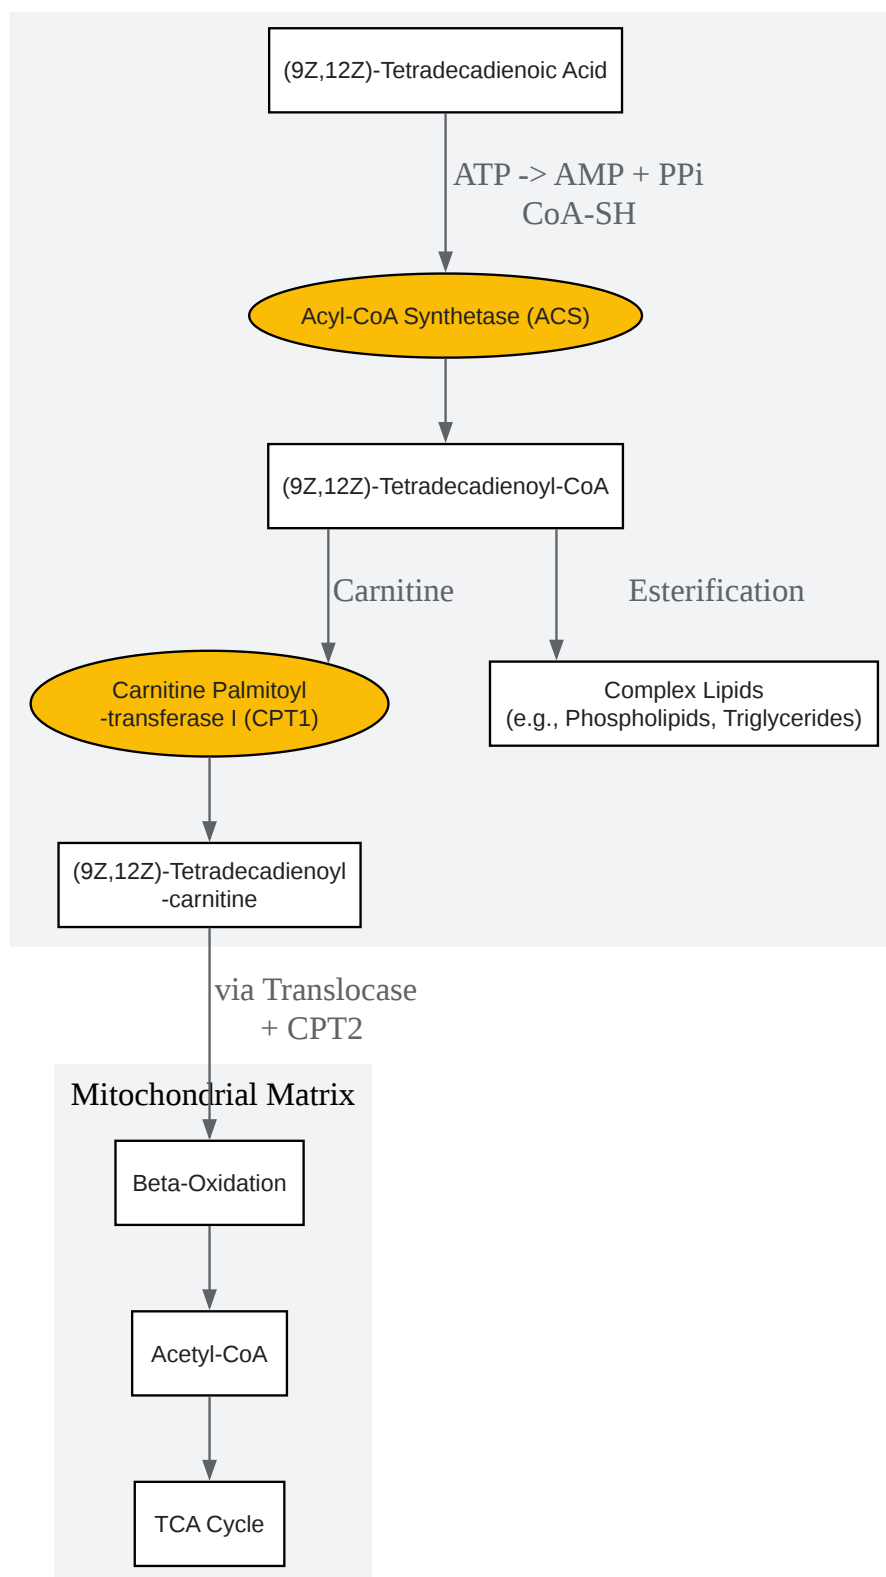 (9Z,12Z)-Tetradecadienoic Acid
ATP -> AMP + PPi
CoA-SH
Acyl-CoA Synthetase (ACS)
(9Z,12Z)-Tetradecadienoyl-CoA
Carnitine
Esterification
Carnitine Palmitoyl
-transferase I (CPT1)
Complex Lipids
(e.g., Phospholipids, Triglycerides)
(9Z,12Z)-Tetradecadienoyl
-carnitine
via Translocase
+ CPT2
Mitochondrial Matrix
Beta-Oxidation
Acetyl-CoA
TCA Cycle